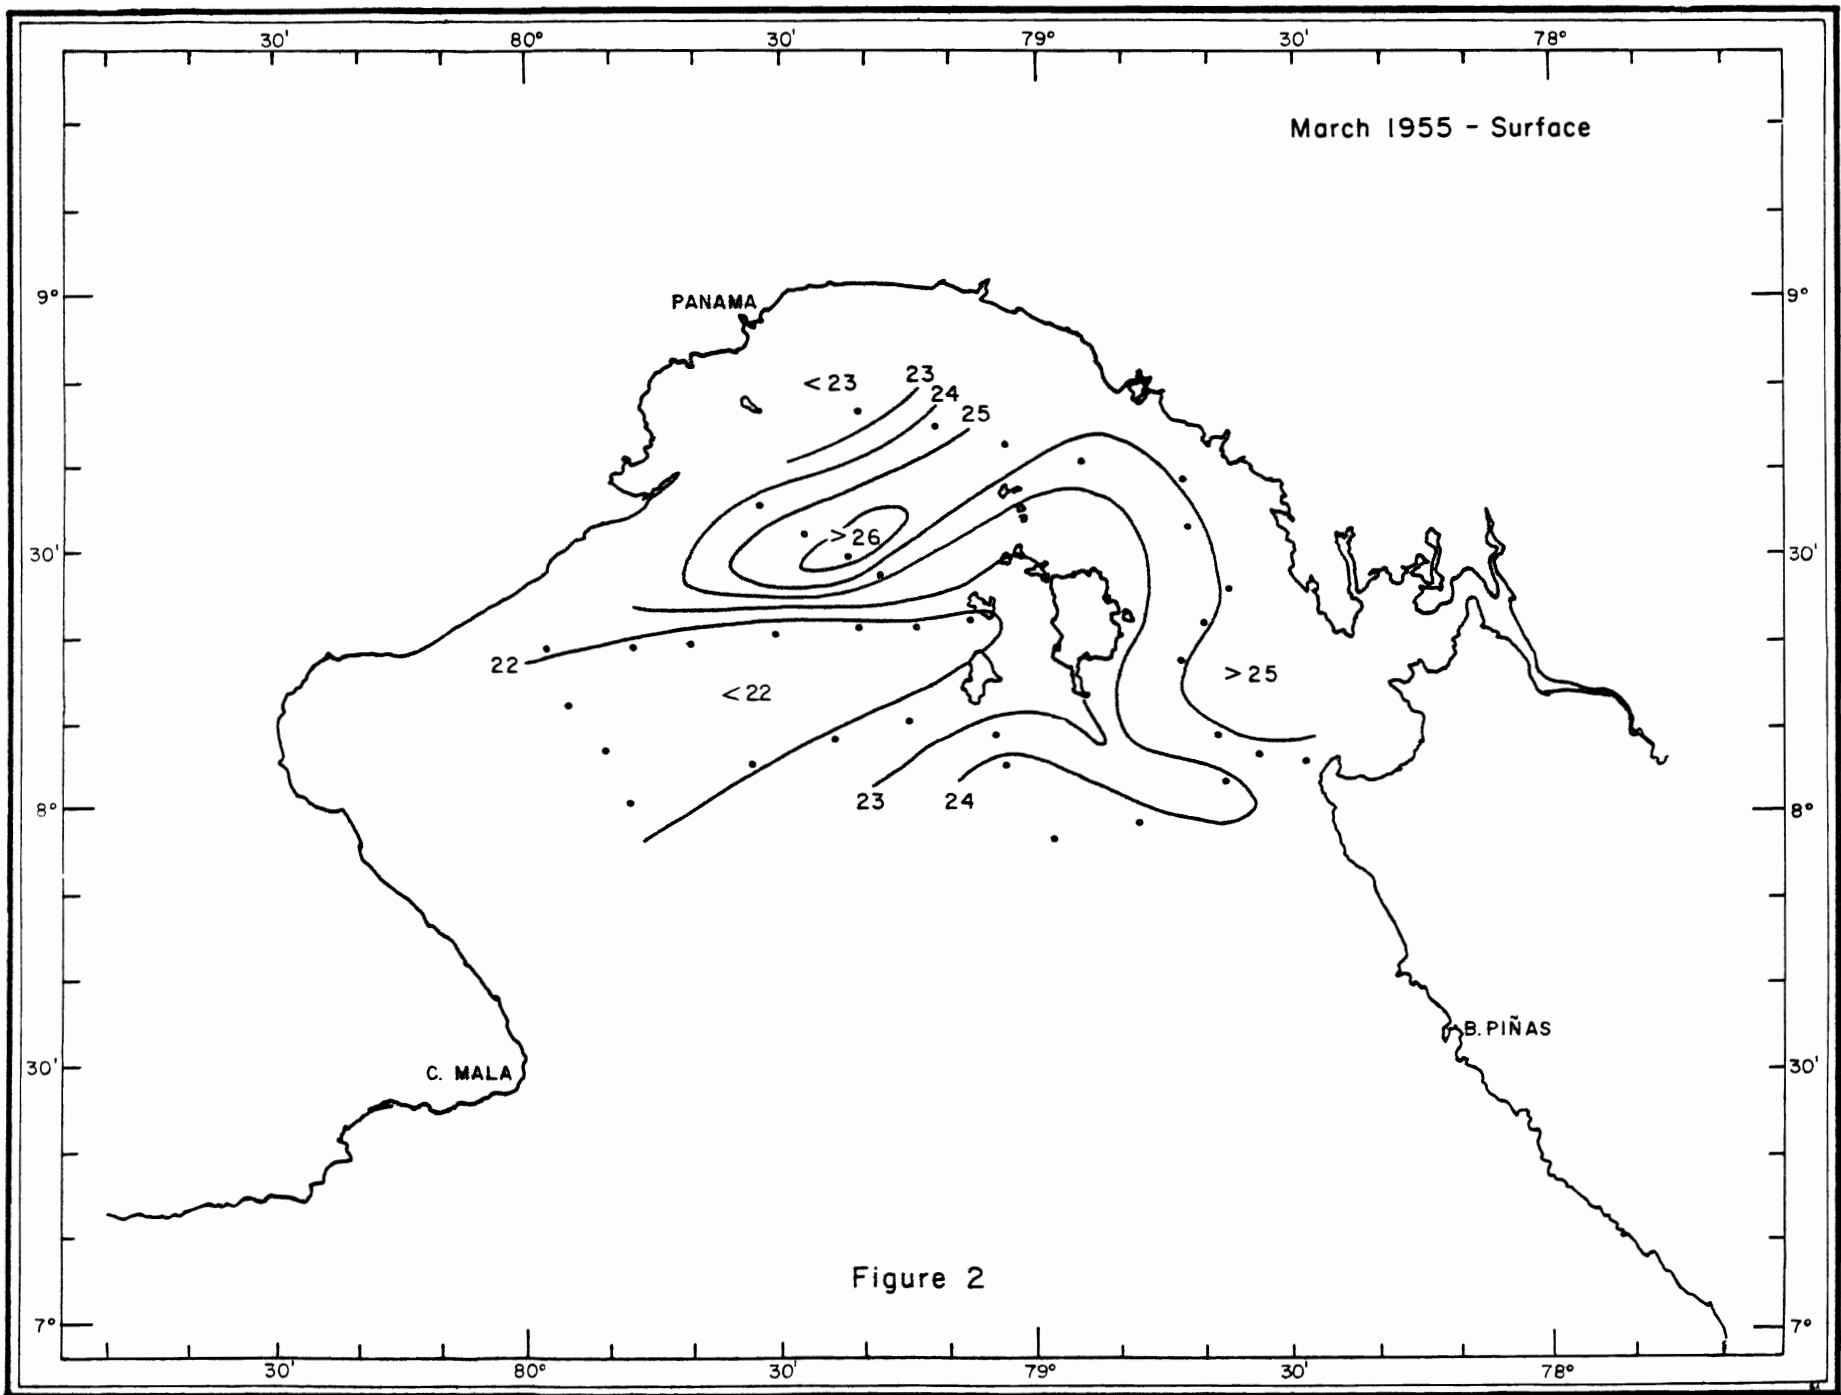 30' 80° 30' 79° 30' 78°
March 1955 - Surface
9° 9°
PANAMA
<23 23
24
25
30' >26 30'
22 >25
<22
8° 23 24 8°
B. PIÑAS
30' C. MALA 30'
Figure 2
7° 7°
30' 80° 30' 79° 30' 78°